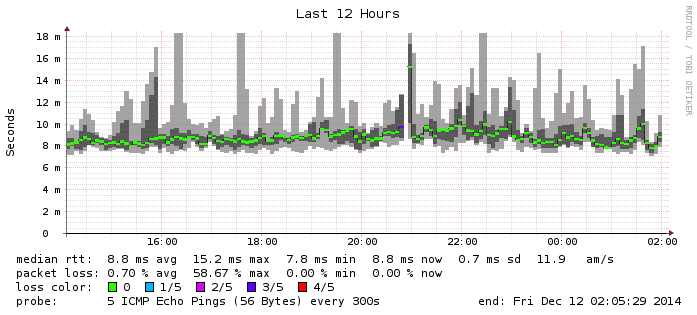 Last 12 Hours
RRDTOOL / TOBI OETIKER
Seconds
18 m
16 m
14 m
12 m
10 m
8 m
6 m
4 m
2 m
0
16:00 18:00 20:00 22:00 00:00 02:00
median rtt: 8.8 ms avg 15.2 ms max 7.8 ms min 8.8 ms now 0.7 ms sd 11.9 am/s
packet loss: 0.70 % avg 58.67 % max 0.00 % min 0.00 % now
loss color: 0 1/5 2/5 3/5 4/5
probe: 5 ICMP Echo Pings (56 Bytes) every 300s end: Fri Dec 12 02:05:29 2014